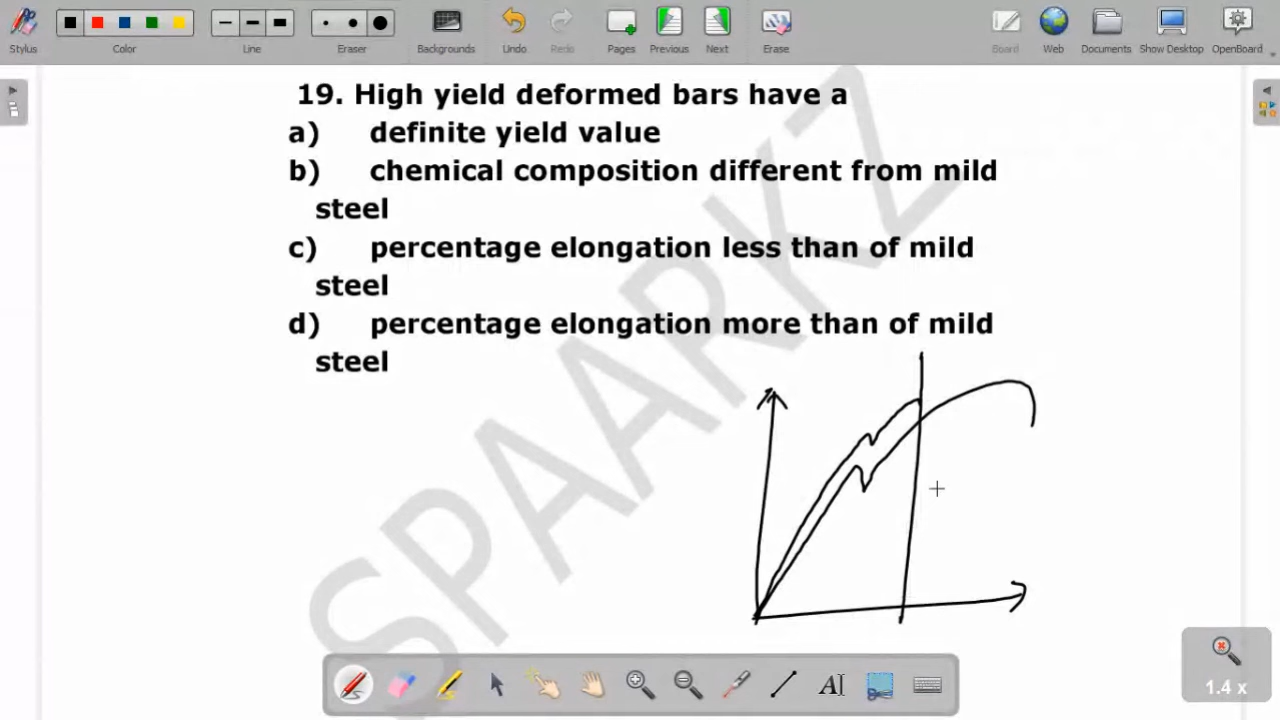 Stylus Color Line Eraser Backgrounds Undo Redo Pages Previous Next Erase Board Web Documents Show Desktop OpenBoard
19. High yield deformed bars have a
a) definite yield value
b) chemical composition different from mild
steel
c) percentage elongation less than of mild
steel
d) percentage elongation more than of mild
steel
SPAARKZ
AI
1.4 x